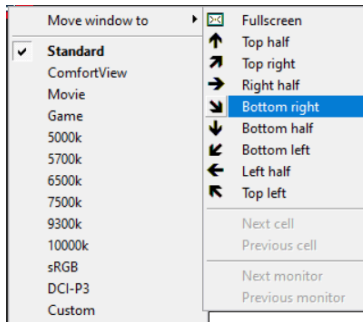 Move window to
Standard
ComfortView
Movie
Game
5000k
5700k
6500k
7500k
9300k
10000k
sRGB
DCI-P3
Custom
Fullscreen
Top half
Top right
Right half
Bottom right
Bottom half
Bottom left
Left half
Top left
Next cell
Previous cell
Next monitor
Previous monitor